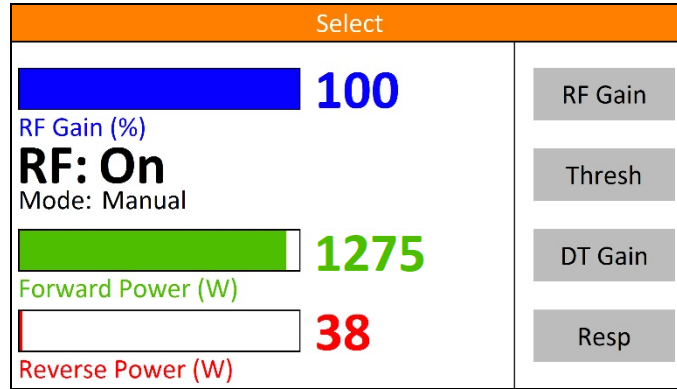 Select
100
RF Gain (%)
RF: On
Mode: Manual
1275
Forward Power (W)
38
Reverse Power (W)
RF Gain
Thresh
DT Gain
Resp